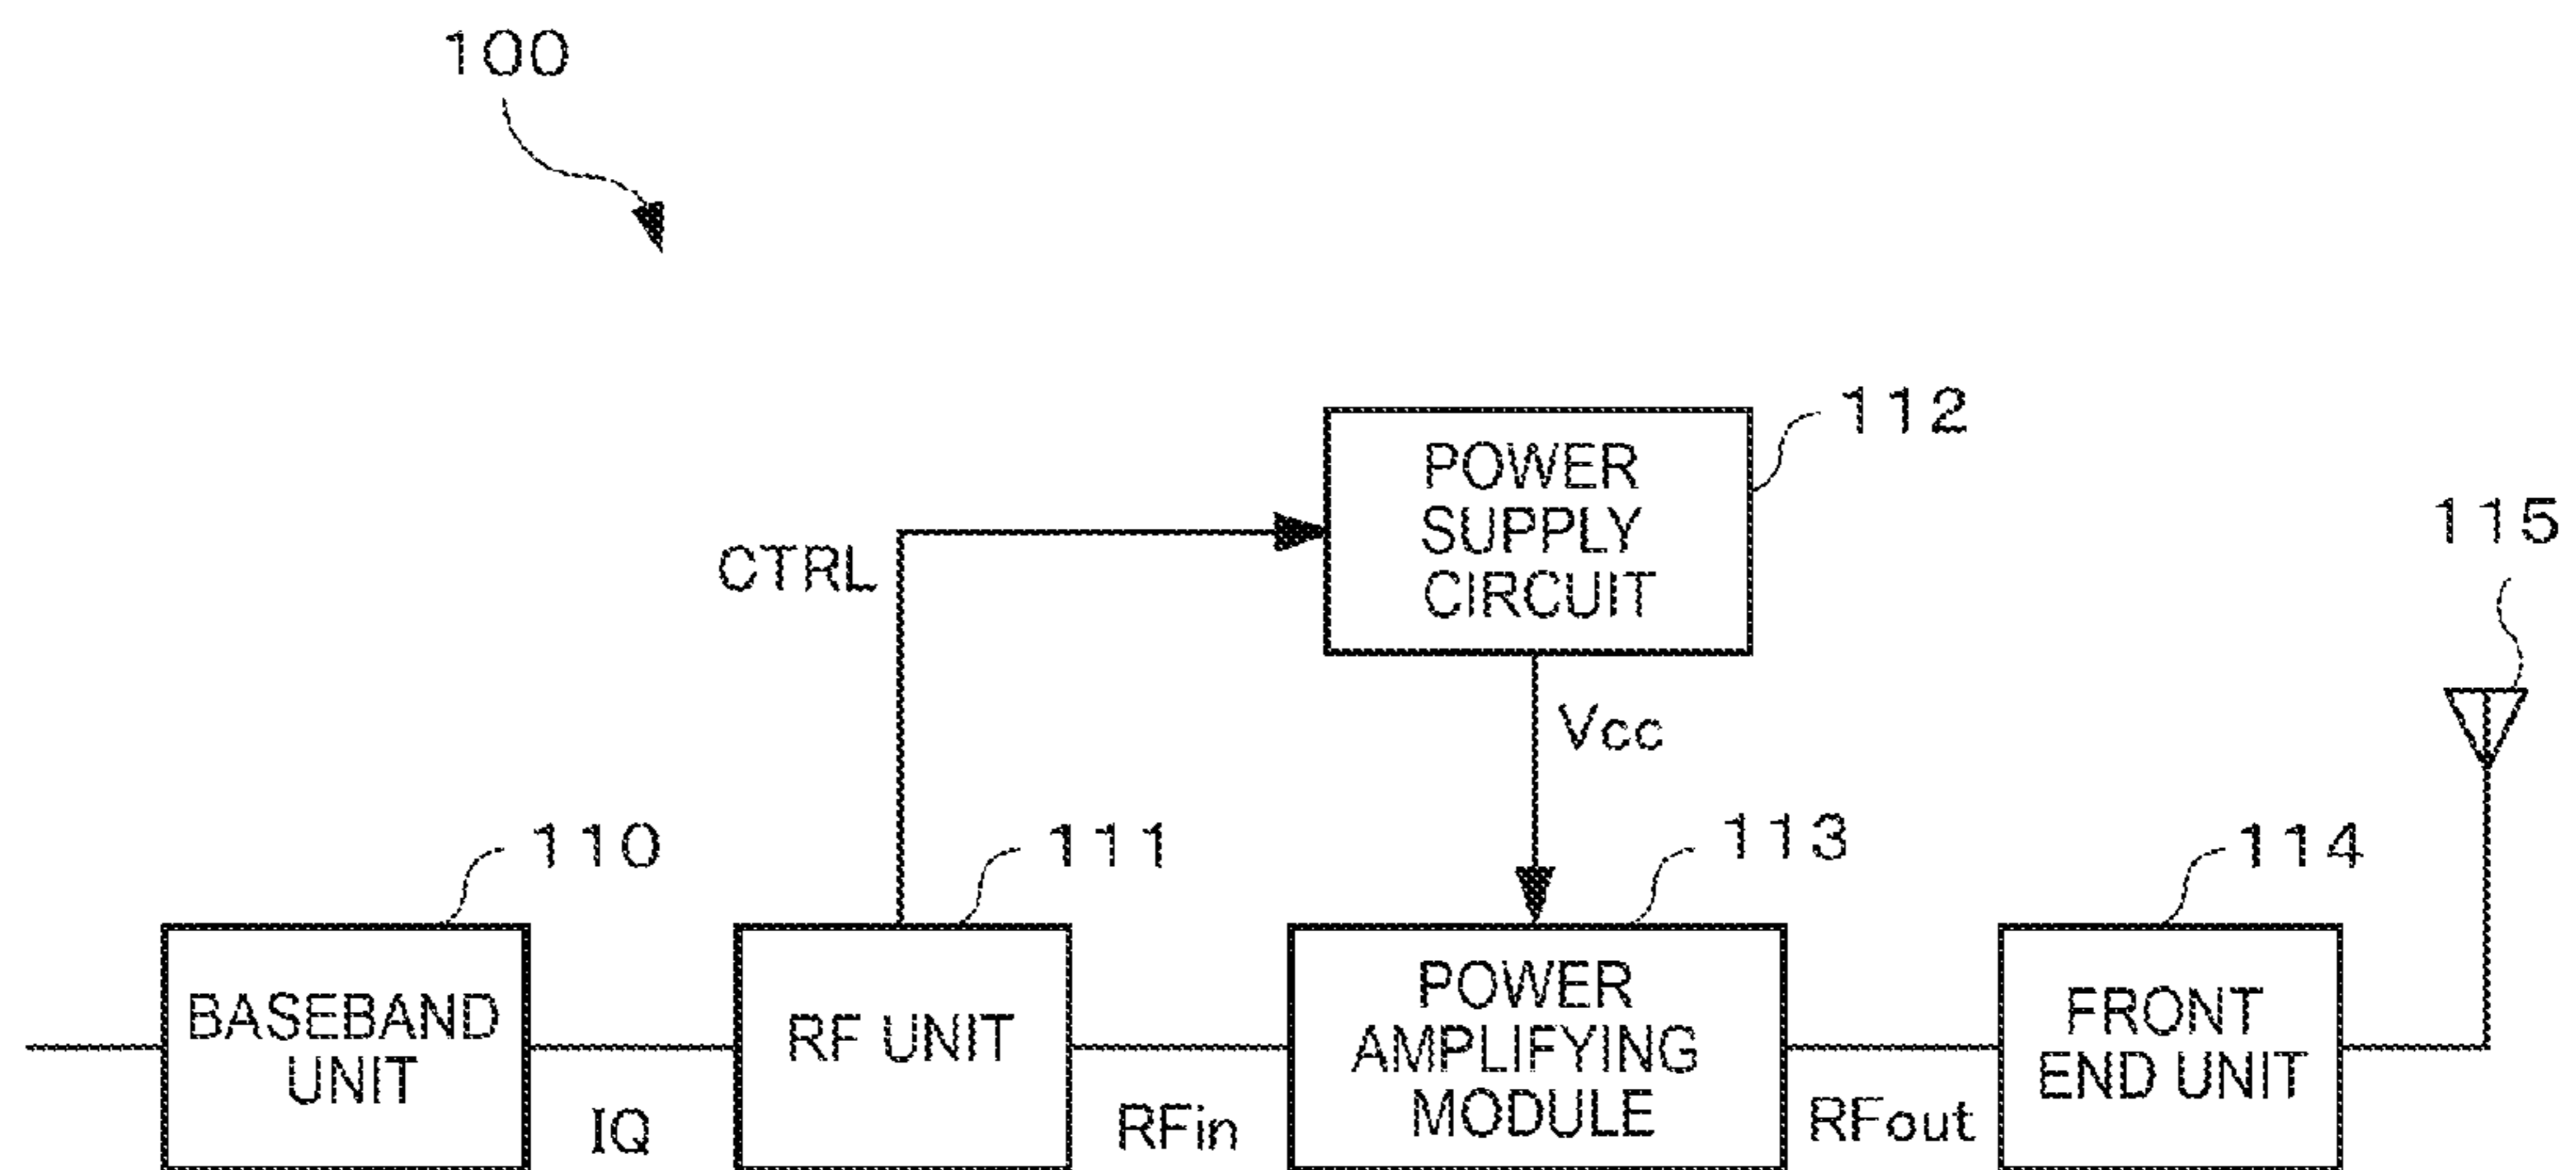 100
112
POWER
SUPPLY
CIRCUIT
115
CTRL
Vcc
110
111
113
114
BASEBAND
UNIT
RF UNIT
POWER
AMPLIFYING
MODULE
FRONT
END UNIT
IQ
RFin
RFout